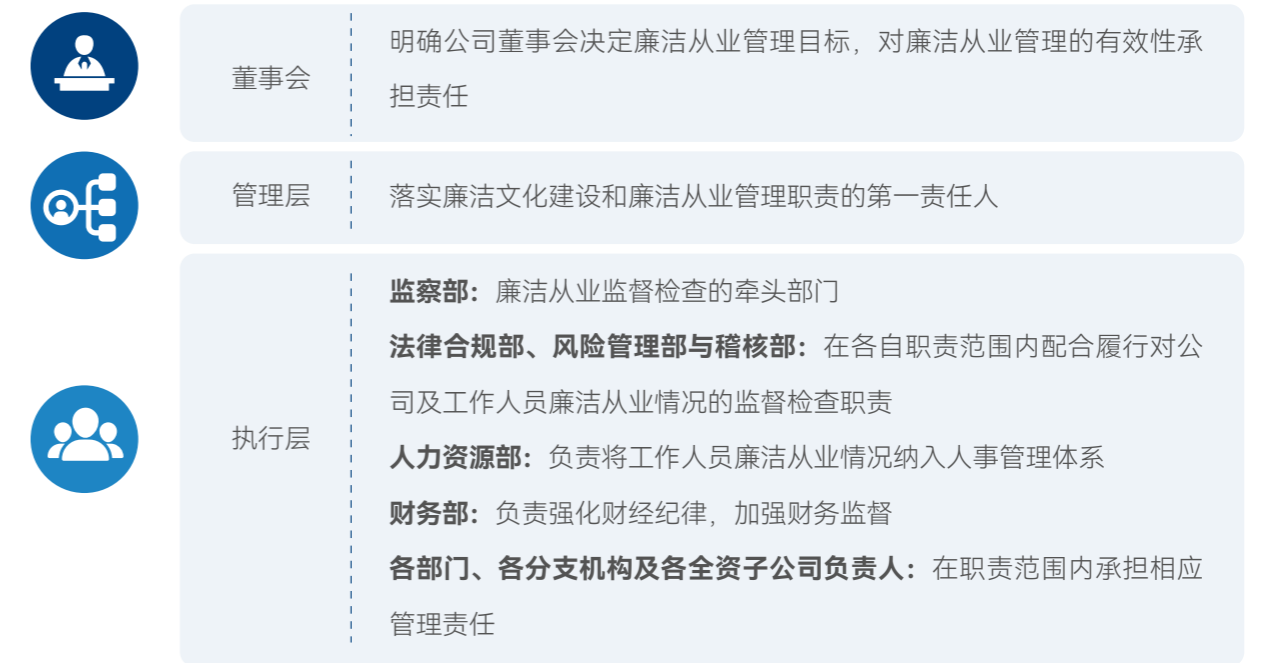 董事会
明确公司董事会决定廉洁从业管理目标，对廉洁从业管理的有效性承
担责任
管理层
落实廉洁文化建设和廉洁从业管理职责的第一责任人
执行层
监察部：廉洁从业监督检查的牵头部门
法律合规部、风险管理部与稽核部：在各自职责范围内配合履行对公
司及工作人员廉洁从业情况的监督检查职责
人力资源部：负责将工作人员廉洁从业情况纳入人事管理体系
财务部：负责强化财经纪律，加强财务监督
各部门、各分支机构及各全资子公司负责人：在职责范围内承担相应
管理责任